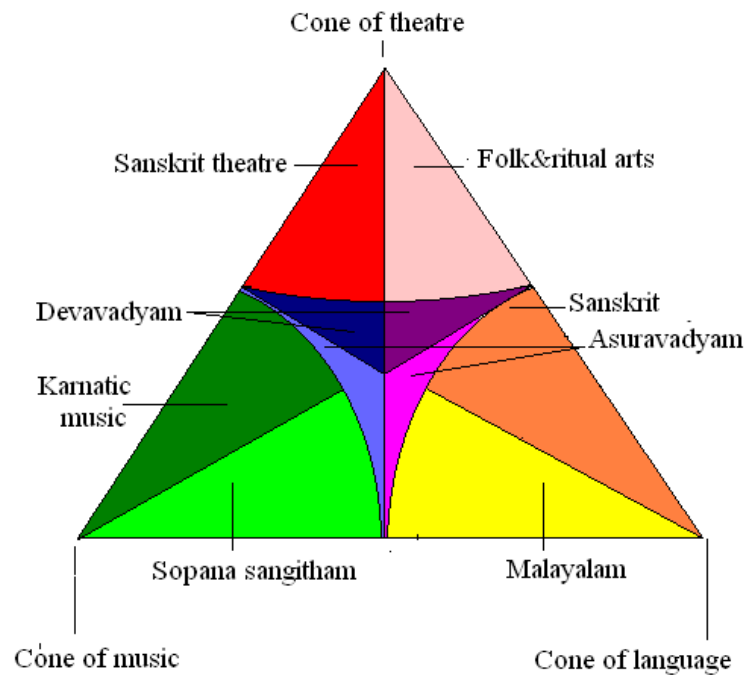 Cone of theatre
Sanskrit theatre
Folk&ritual arts
Devavadyam
Sanskrit
Asuravadyam
Karnatic
music
Sopana sangitham
Malayalam
Cone of music
Cone of language